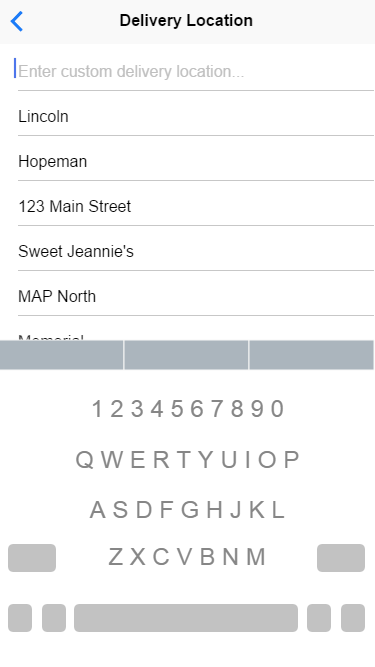 Delivery Location
Enter custom delivery location...
Lincoln
Hopeman
123 Main Street
Sweet Jeannie's
MAP North
Memorial
1 2 3 4 5 6 7 8 9 0
Q W E R T Y U I O P
A S D F G H J K L
Z X C V B N M